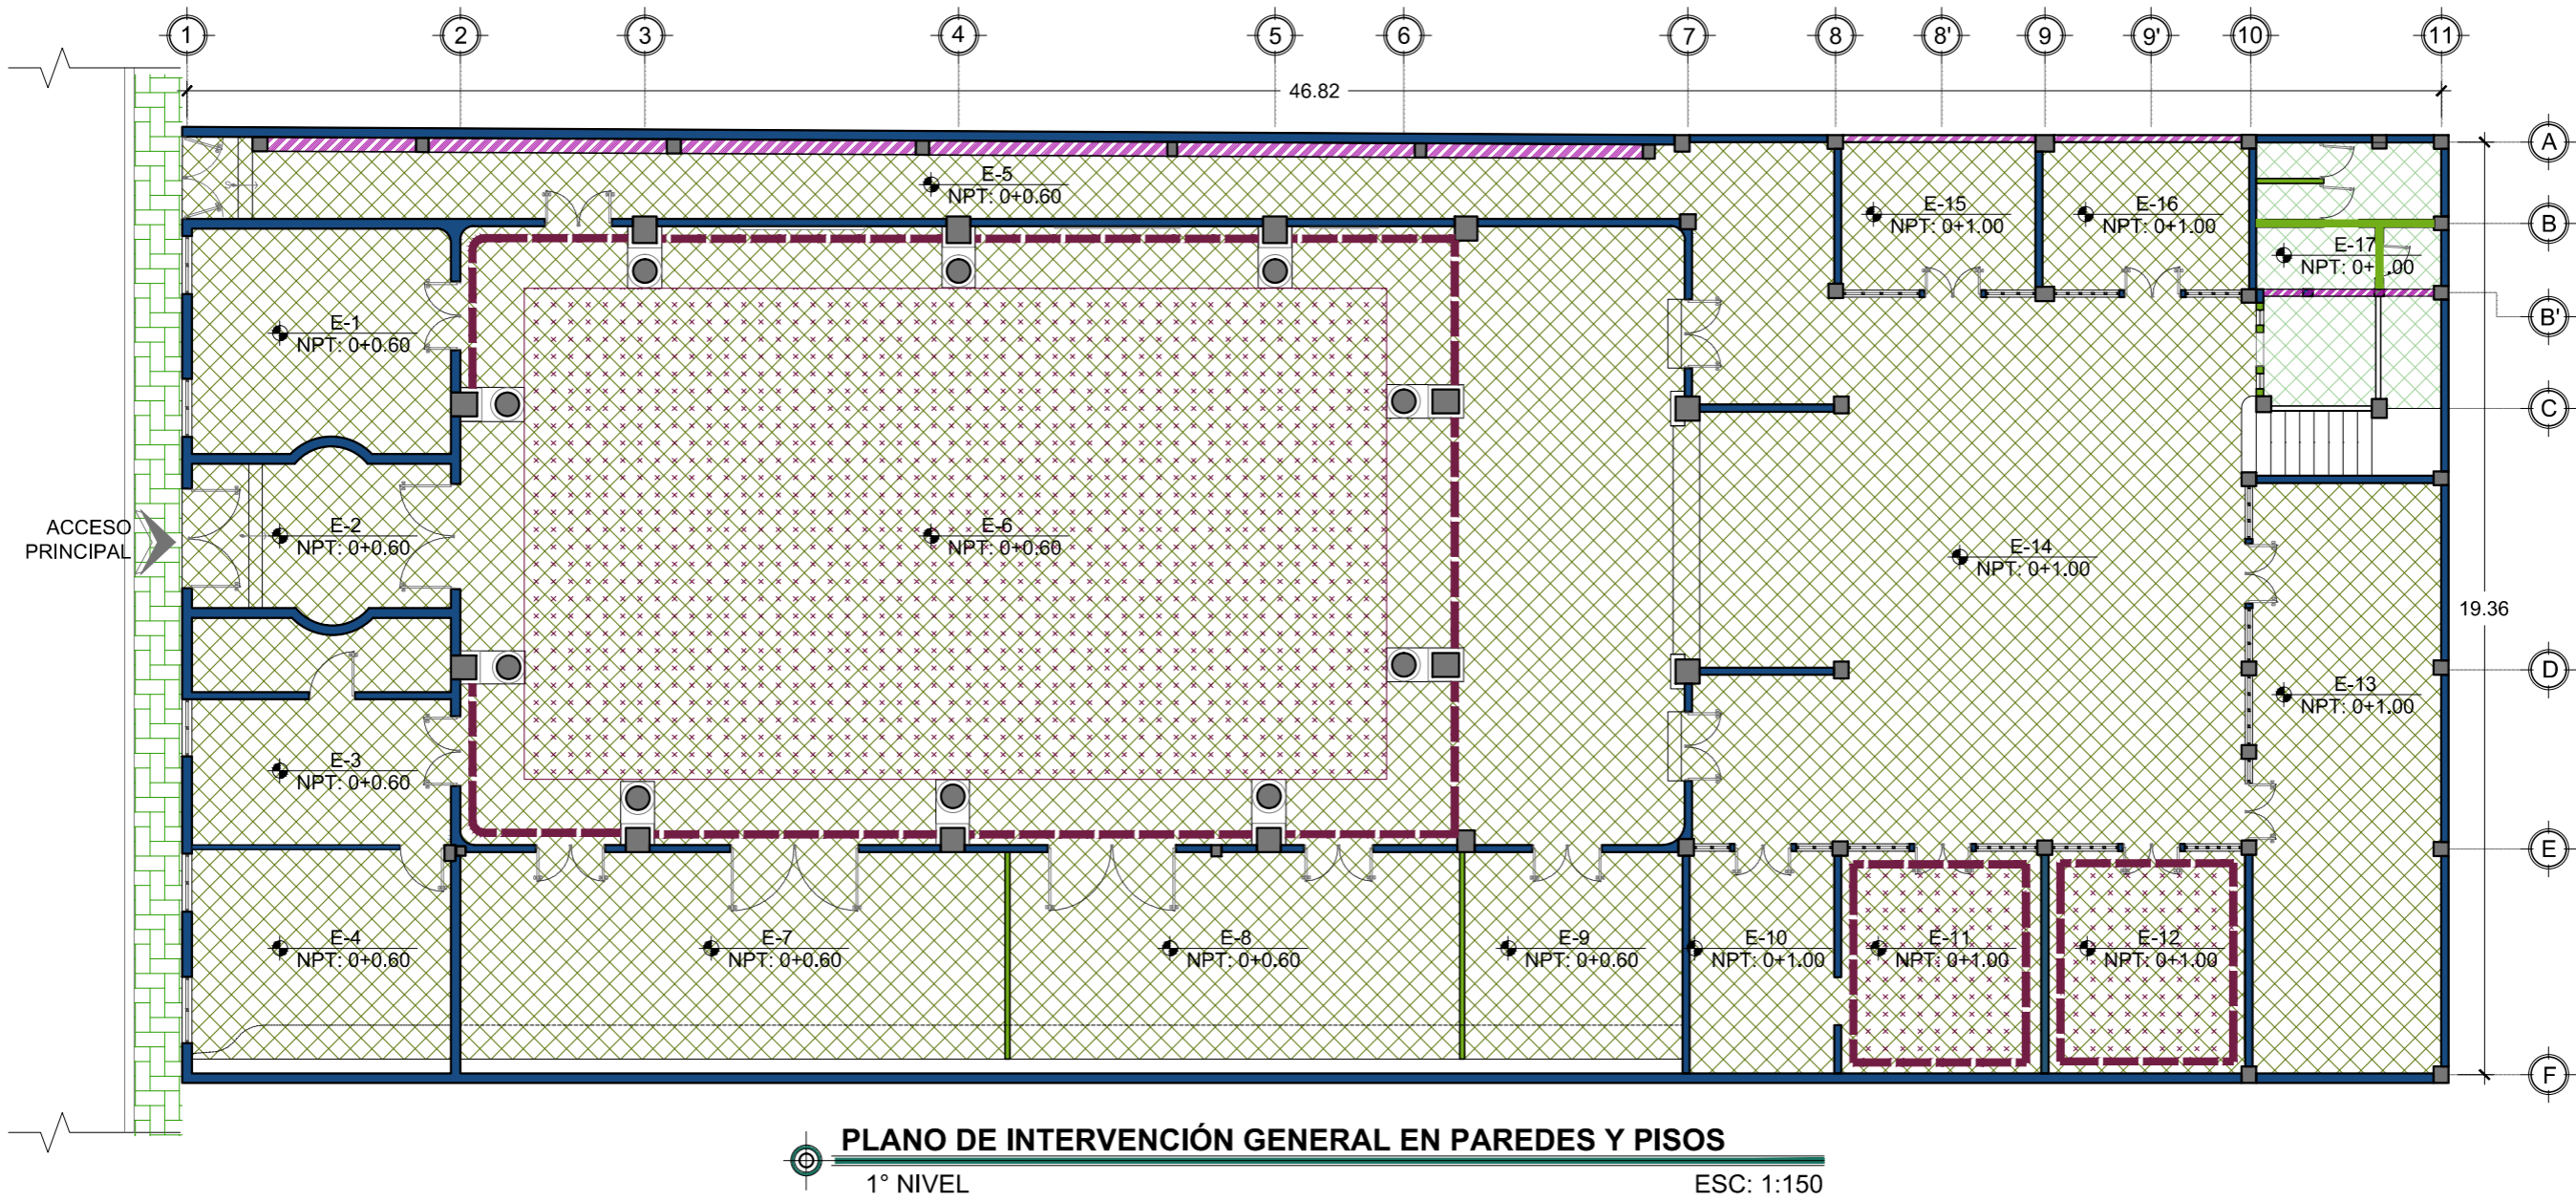 1 2 3 4 5 6 7 8 8' 9 9' 10 11
46.82
A
E-5
NPT: 0+0.60
E-15
NPT: 0+1.00
E-16
NPT: 0+1.00
B
E-17
B'
E-1
NPT: 0+0.60
C
ACCESO
PRINCIPAL
E-2
NPT: 0+0.60
E-6
NPT: 0+0.60
E-14
NPT: 0+1.00
19.36
D
E-13
NPT: 0+1.00
E-3
NPT: 0+0.60
E
E-4
NPT: 0+0.60
E-7
NPT: 0+0.60
E-8
NPT: 0+0.60
E-9
NPT: 0+0.60
E-10
NPT: 0+1.00
E-11
NPT: 0+1.00
E-12
NPT: 0+1.00
F
PLANO DE INTERVENCIÓN GENERAL EN PAREDES Y PISOS
1° NIVEL
ESC: 1:150